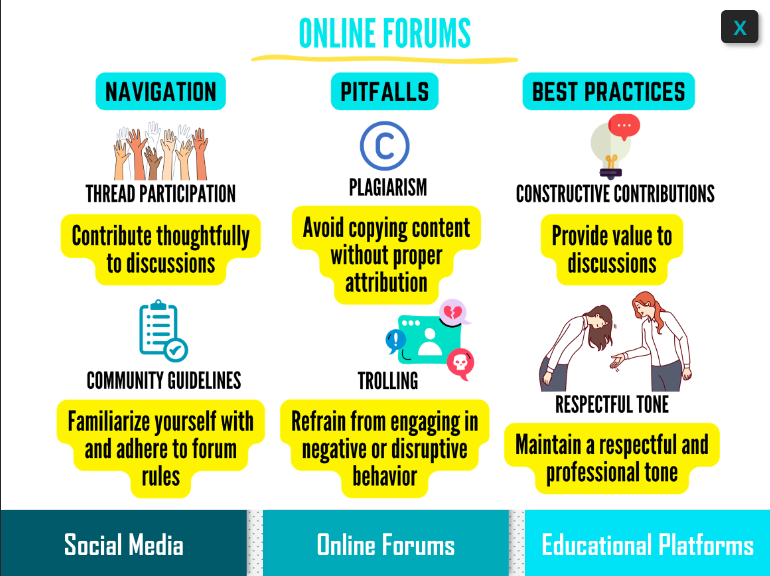 ONLINE FORUMS
X
NAVIGATION
THREAD PARTICIPATION
Contribute thoughtfully
to discussions
COMMUNITY GUIDELINES
Familiarize yourself with
and adhere to forum
rules
PITFALLS
C
PLAGIARISM
Avoid copying content
without proper
attribution
TROLLING
Refrain from engaging in
negative or disruptive
behavior
BEST PRACTICES
CONSTRUCTIVE CONTRIBUTIONS
Provide value to
discussions
RESPECTFUL TONE
Maintain a respectful and
professional tone
Social Media
Online Forums
Educational Platforms